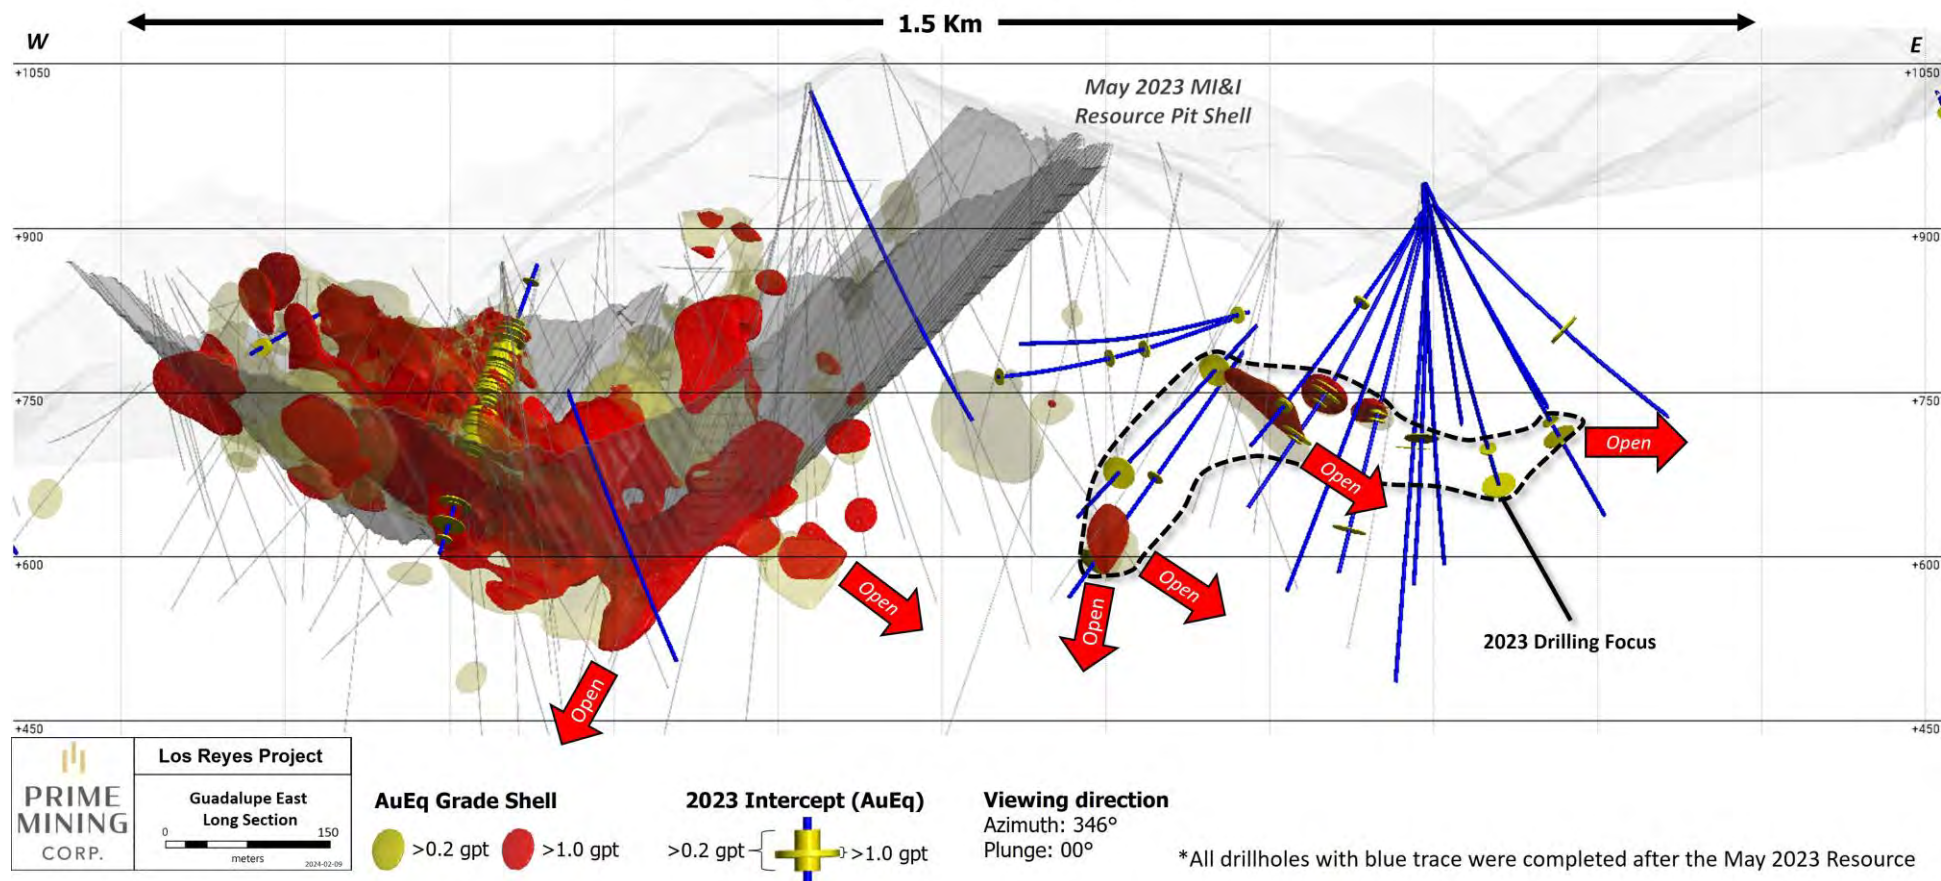 1.5 Km
W
E
+1050
+1050
May 2023 MI&I
Resource Pit Shell
+900
+900
+750
+750
Open
Open
+600
+600
Open
Open
Open
Open
2023 Drilling Focus
+450
+450
PRIME
MINING
CORP.
Los Reyes Project
Guadalupe East
Long Section
0 150
meters
2024-02-09
AuEq Grade Shell
>0.2 gpt
>1.0 gpt
2023 Intercept (AuEq)
>0.2 gpt
>1.0 gpt
Viewing direction
Azimuth: 346°
Plunge: 00°
*All drillholes with blue trace were completed after the May 2023 Resource